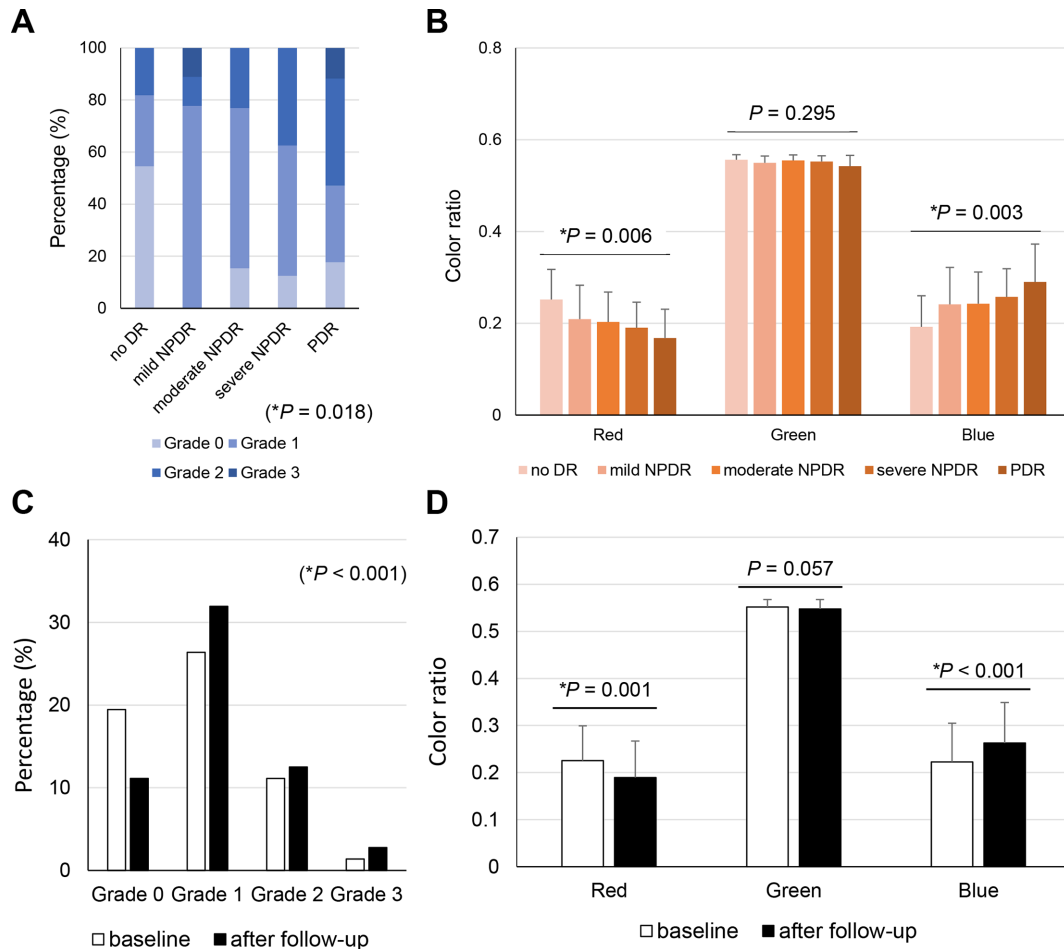 A
Percentage (%)
100
80
60
40
20
0
no DR
mild NPDR
moderate NPDR
severe NPDR
PDR
(*P = 0.018)
Grade 0 Grade 1
Grade 2 Grade 3
B
Color ratio
0.8
0.6
0.4
0.2
0
*P = 0.006
P = 0.295
*P = 0.003
Red Green Blue
no DR mild NPDR moderate NPDR severe NPDR PDR
C
Percentage (%)
40
30
20
10
0
(*P < 0.001)
Grade 0 Grade 1 Grade 2 Grade 3
baseline after follow-up
D
Color ratio
0.7
0.6
0.5
0.4
0.3
0.2
0.1
0
*P = 0.001
P = 0.057
*P < 0.001
Red Green Blue
baseline after follow-up